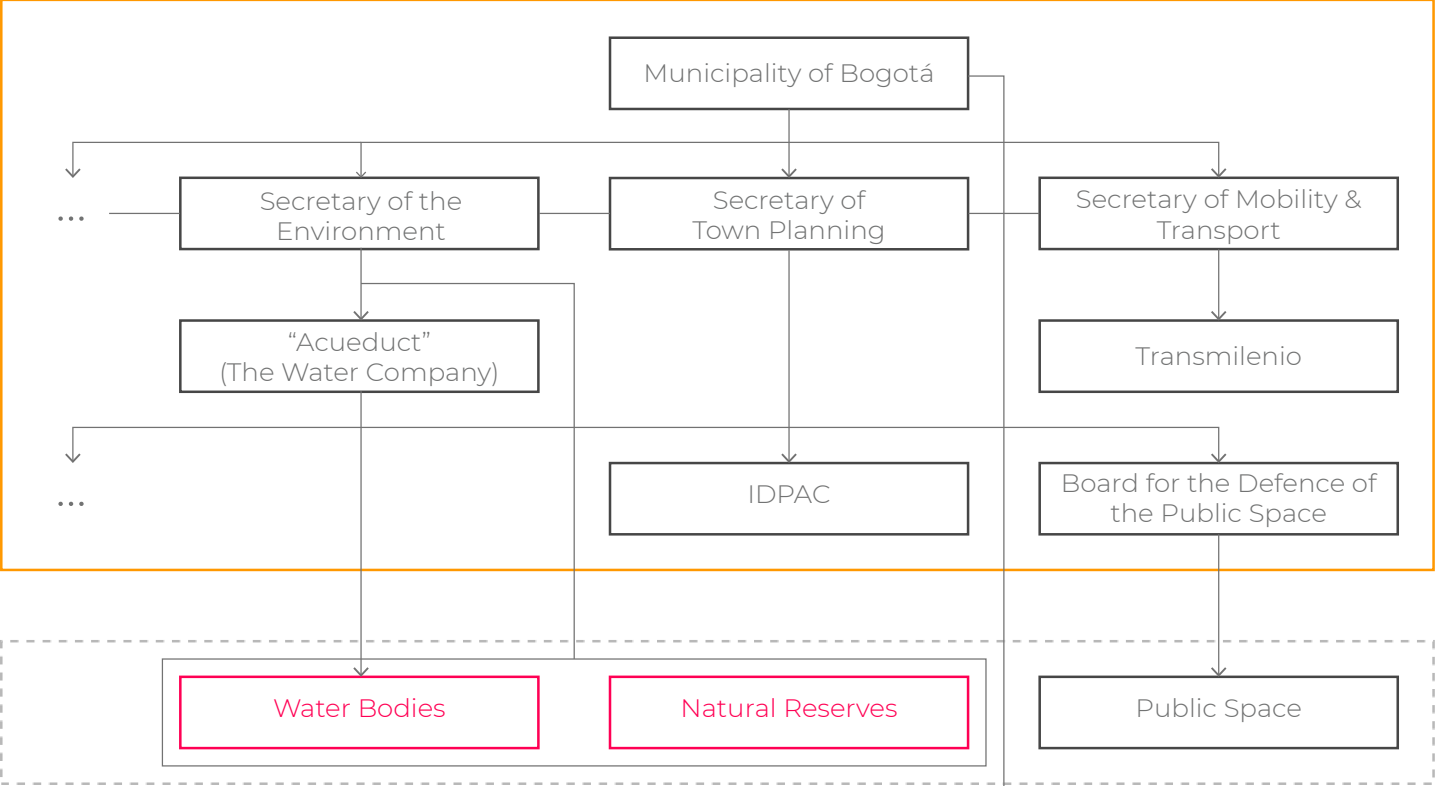 Municipality of Bogotá
...
Secretary of the
Environment
Secretary of
Town Planning
Secretary of Mobility &
Transport
“Acueduct”
(The Water Company)
Transmilenio
...
IDPAC
Board for the Defence of
the Public Space
Water Bodies
Natural Reserves
Public Space